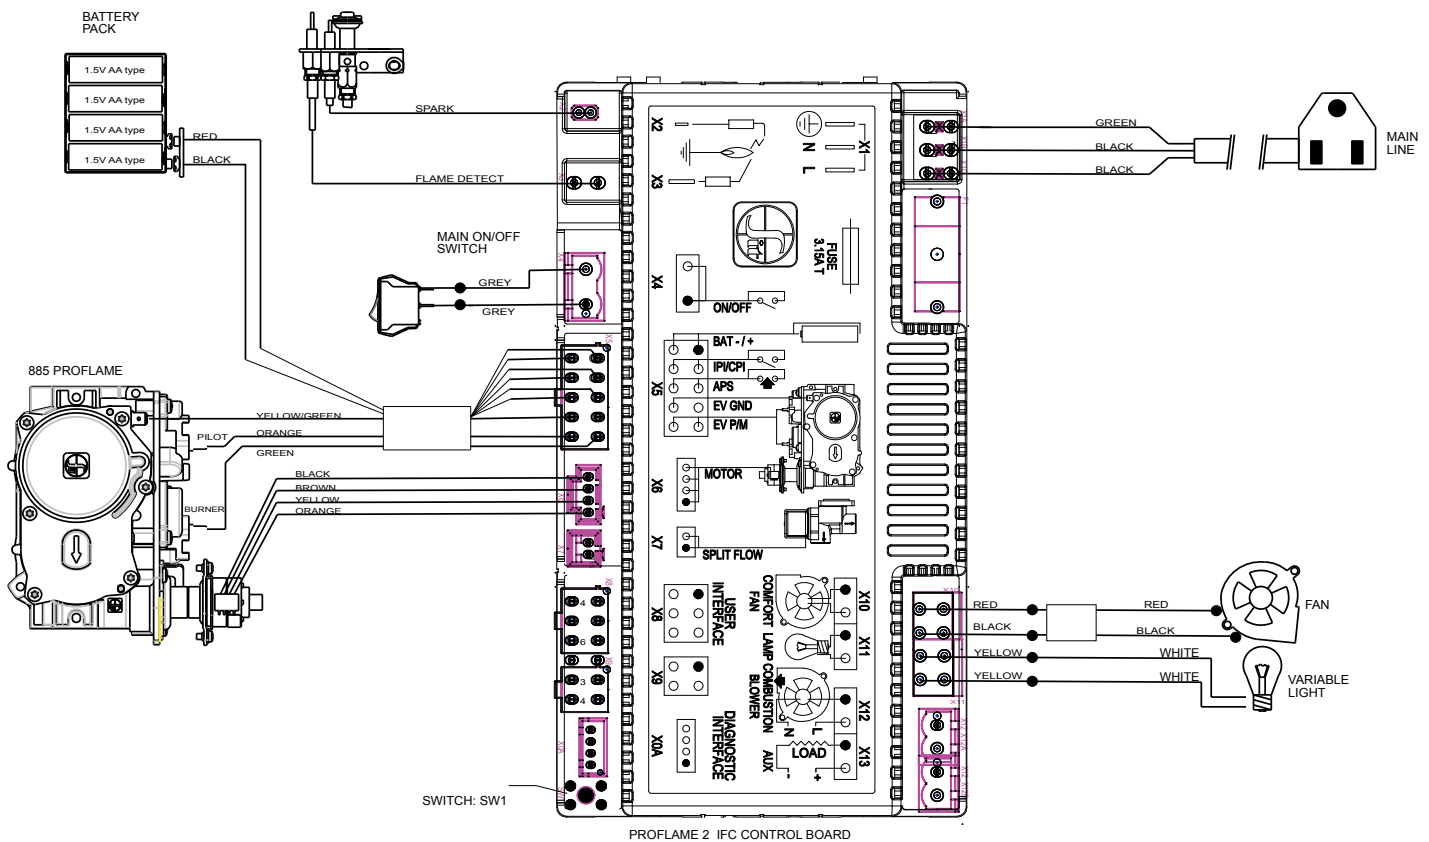 BATTERY
PACK
1.5V AA type
1.5V AA type
1.5V AA type
1.5V AA type
RED
BLACK
SPARK
FLAME DETECT
MAIN ON/OFF
SWITCH
GREY
GREY
885 PROFLAME
YELLOW/GREEN
PILOT
ORANGE
GREEN
BLACK
BROWN
YELLOW
ORANGE
BURNER
SWITCH: SW1
X2
X3
X4
X5
X6
X7
X8
X9
X0A
X1
N
L
FUSE
3.15A T
ON/OFF
BAT - / +
IPI/CPI
APS
EV GND
EV P/M
MOTOR
SPLIT FLOW
USER
INTERFACE
DIAGNOSTIC
INTERFACE
COMFORT
FAN
LAMP
COMBUSTION
BLOWER
N
L
AUX
LOAD
-
+
X10
X11
X12
X13
X4
X5
X8
4
6
3
4
GREEN
BLACK
BLACK
MAIN
LINE
RED
RED
BLACK
BLACK
YELLOW
WHITE
YELLOW
WHITE
FAN
VARIABLE
LIGHT
PROFLAME 2 IFC CONTROL BOARD